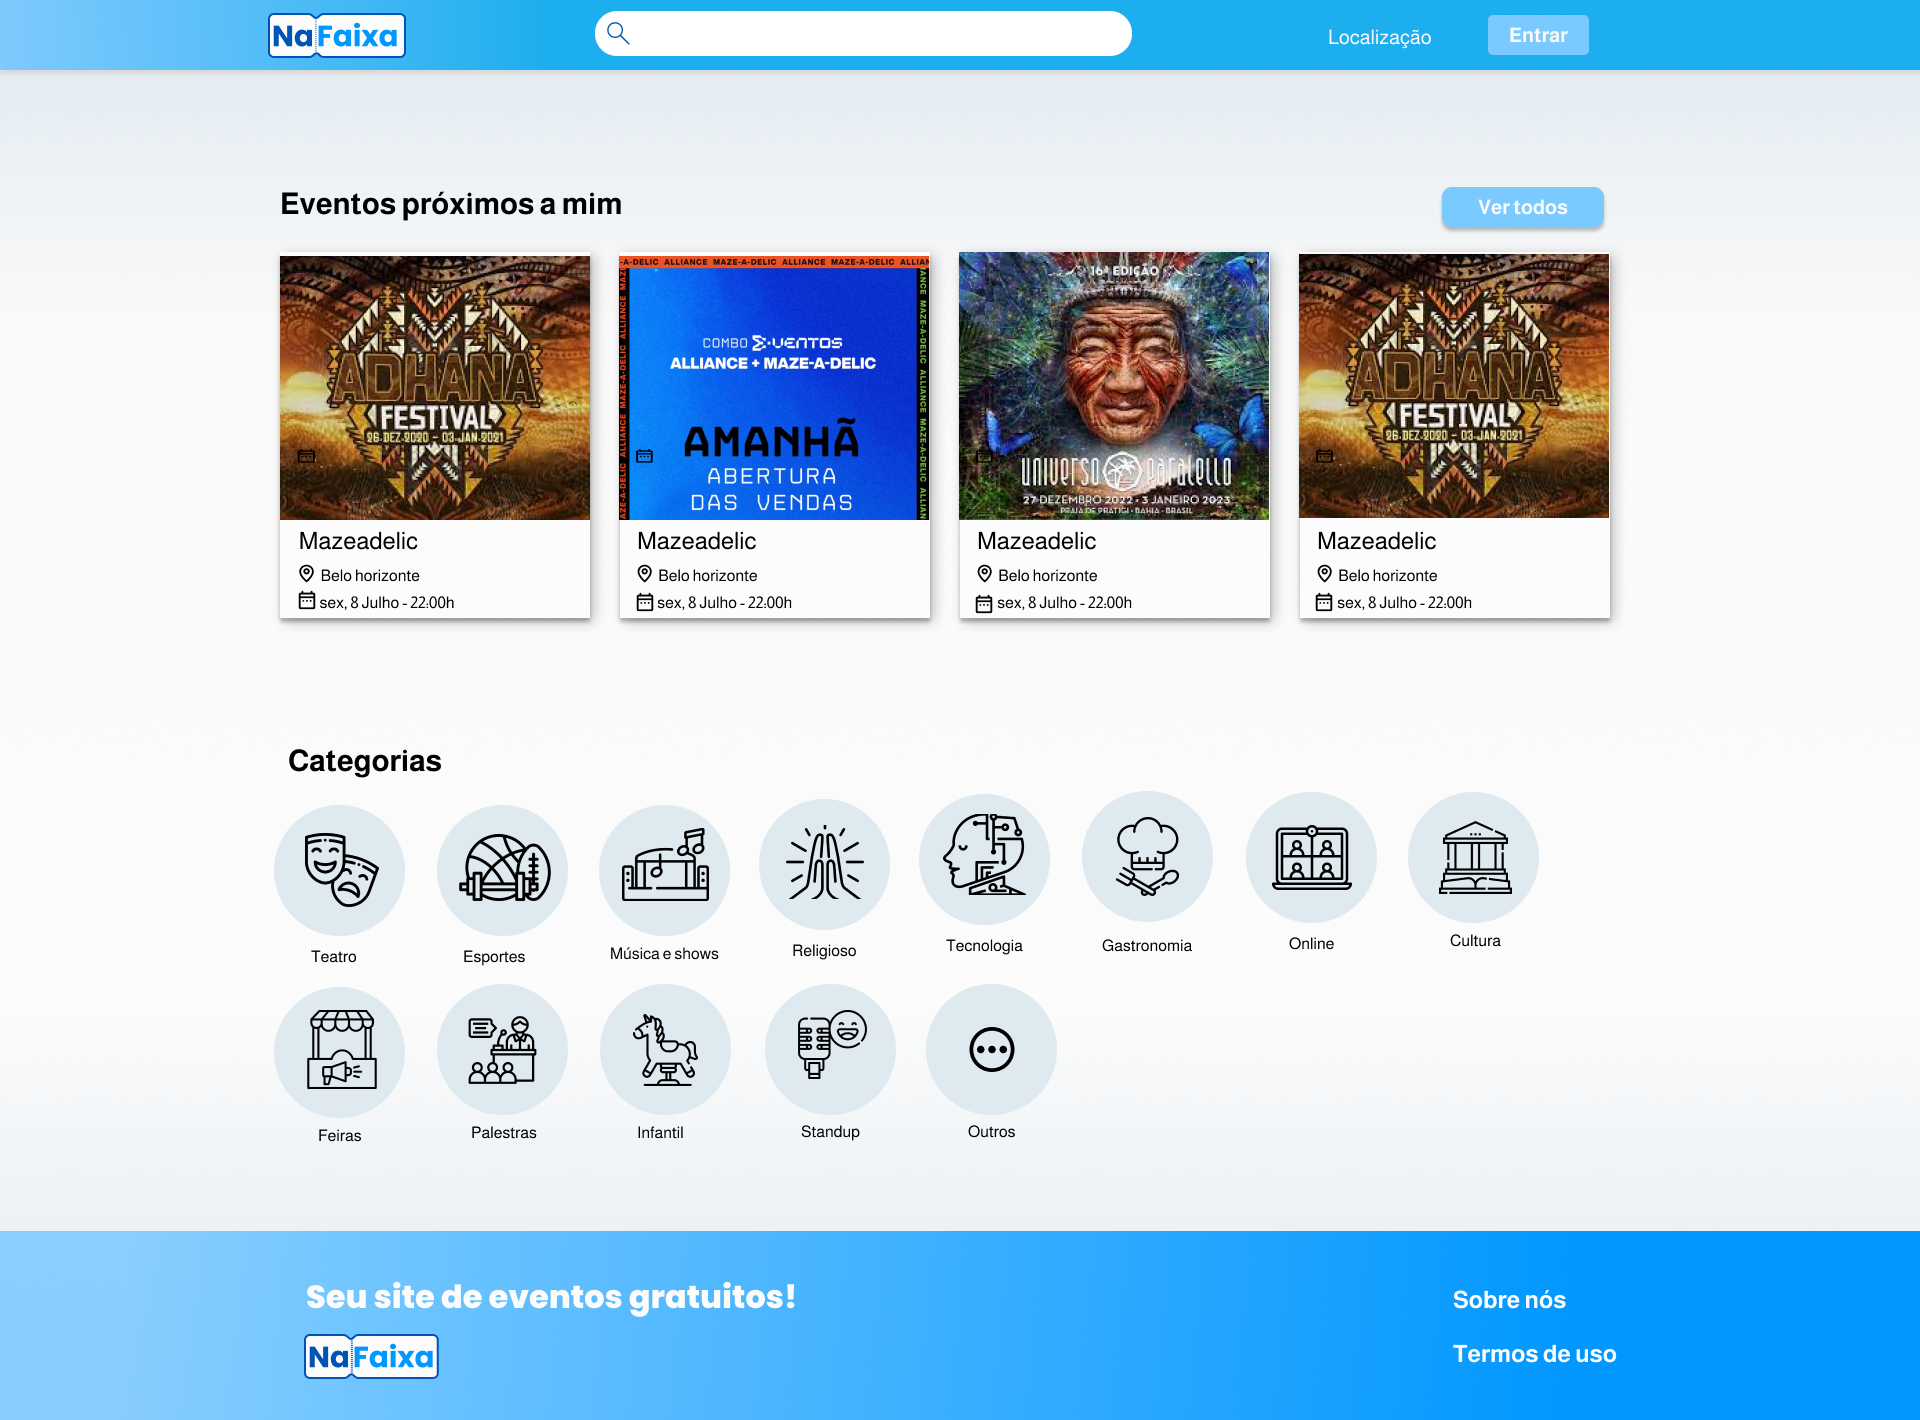 NaFaixa
Localização
Entrar
Eventos próximos a mim
Ver todos
ADHANA
FESTIVAL
26.DEZ.2020 - 03.JAN.2021
A-DELIC ALLIANCE MAZE-A-DELIC ALLIANCE MAZE-A-DELIC ALLIAN
COMBO E-VENTOS
ALLIANCE + MAZE-A-DELIC
AMANHÃ
ABERTURA
DAS VENDAS
16ª EDIÇÃO
UNIVERSO PARALELLO
27 DEZEMBRO 2022 • 3 JANEIRO 2023
PRAIA DE PRATIGI • BAHIA • BRASIL
ADHANA
FESTIVAL
26.DEZ.2020 - 03.JAN.2021
Mazeadelic
Belo horizonte
sex, 8 Julho - 22:00h
Mazeadelic
Belo horizonte
sex, 8 Julho - 22:00h
Mazeadelic
Belo horizonte
sex, 8 Julho - 22:00h
Mazeadelic
Belo horizonte
sex, 8 Julho - 22:00h
Categorias
Teatro
Esportes
Música e shows
Religioso
Tecnologia
Gastronomia
Online
Cultura
Feiras
Palestras
Infantil
Standup
Outros
Seu site de eventos gratuitos!
NaFaixa
Sobre nós
Termos de uso